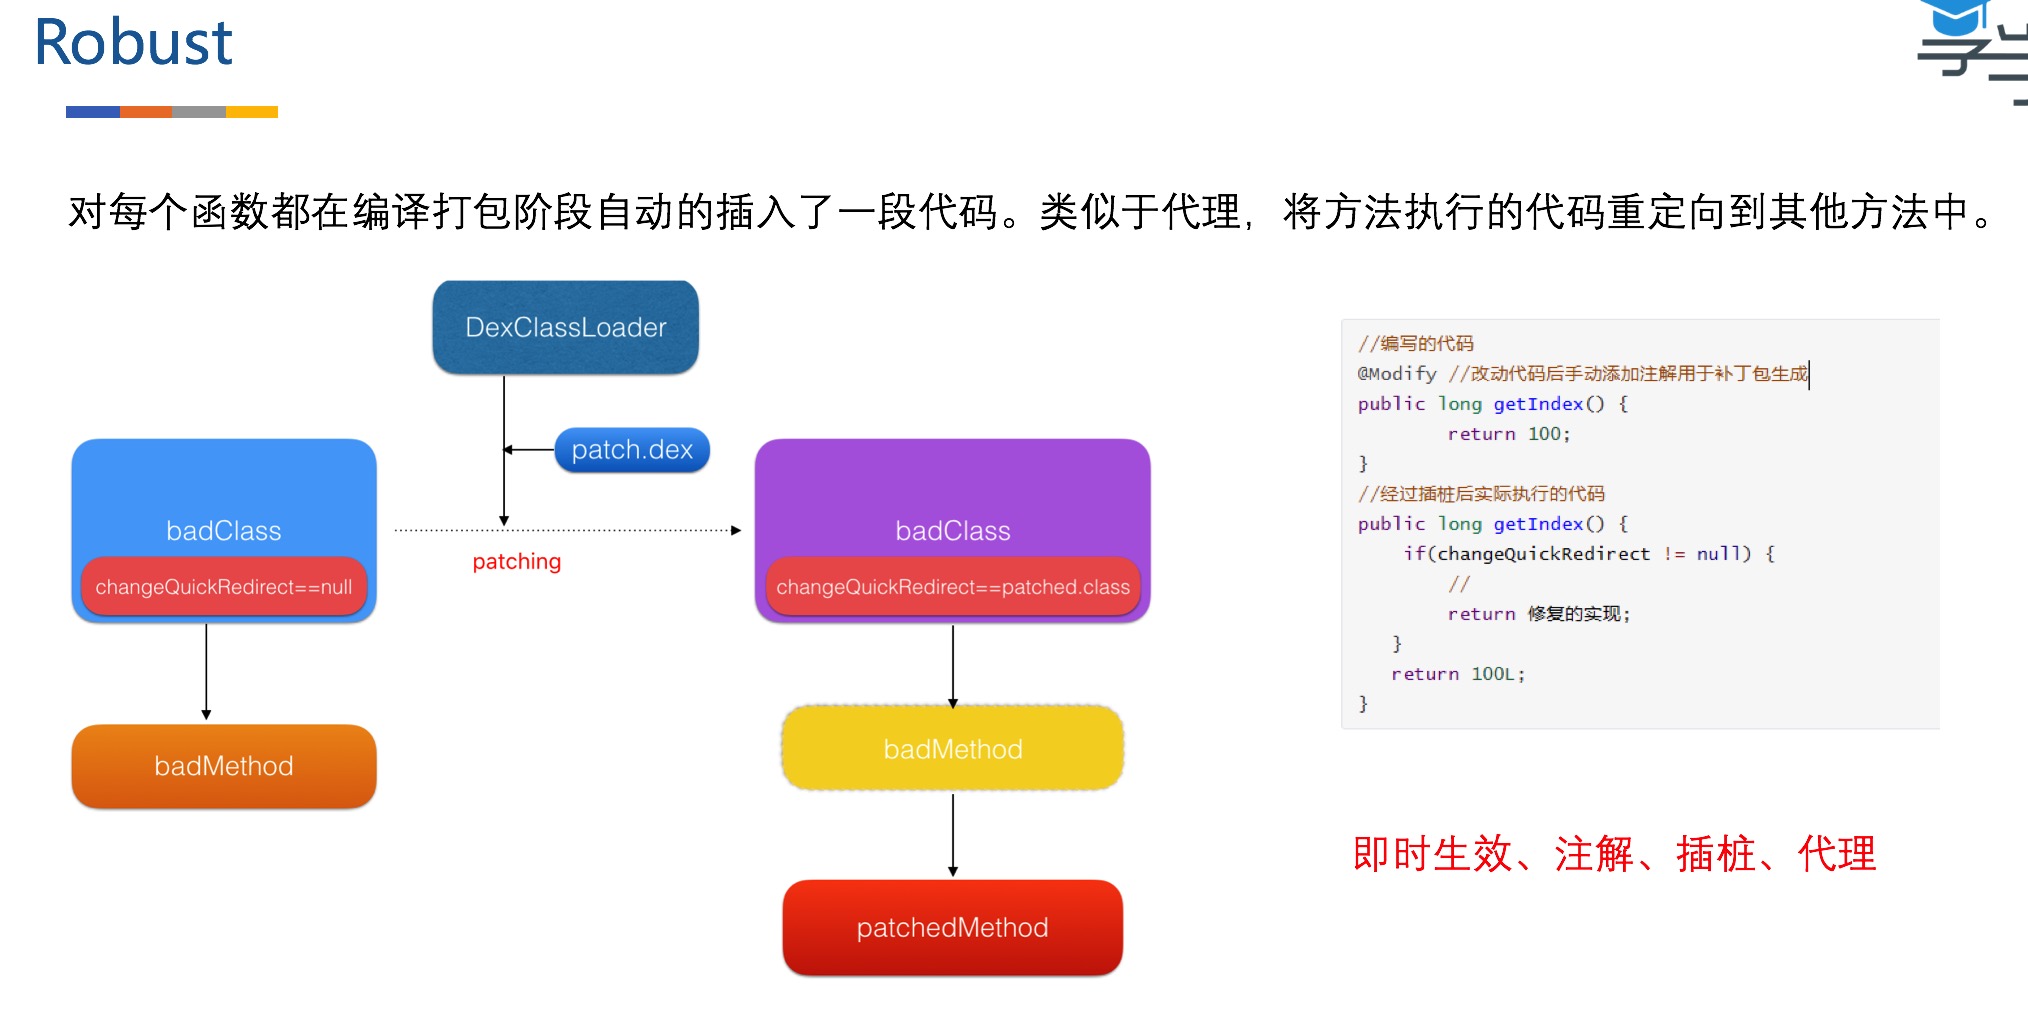 Robust
对每个函数都在编译打包阶段自动的插入了一段代码。类似于代理，将方法执行的代码重定向到其他方法中。
DexClassLoader
patch.dex
badClass
changeQuickRedirect==null
patching
badClass
changeQuickRedirect==patched.class
badMethod
badMethod
patchedMethod
//编写的代码
@Modify //改动代码后手动添加注解用于补丁包生成
public long getIndex() {
return 100;
}
//经过插桩后实际执行的代码
public long getIndex() {
if(changeQuickRedirect != null) {
//
return 修复的实现;
}
return 100L;
}
即时生效、注解、插桩、代理